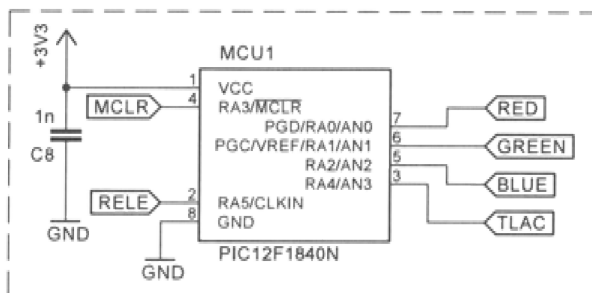 +3V3
MCU1
1 VCC
MCLR 4 RA3/MCLR
1n
PGD/RA0/AN0 7 RED
PGC/VREF/RA1/AN1 6 GREEN
C8
RA2/AN2 5 BLUE
RA4/AN3 3
RELE 2 RA5/CLKIN
TLAC
8 GND
GND
PIC12F1840N
GND